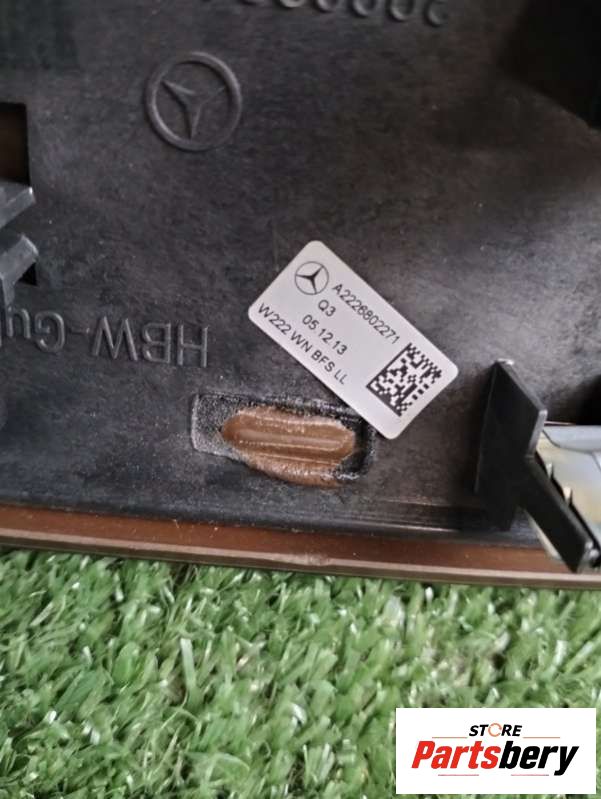 A2226802271
Q3
05.12.13
W222 WN BFS LL
HBW-Gu
STORE
Partsbery